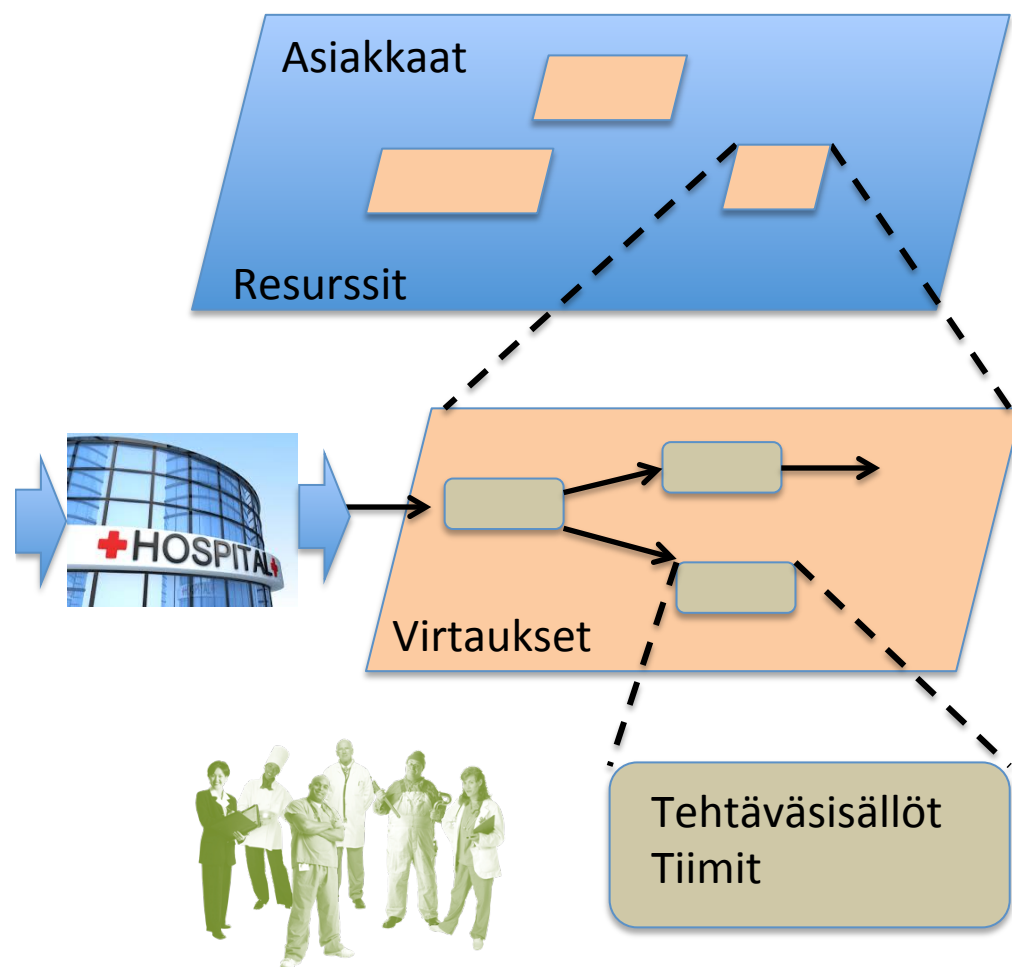 Asiakkaat
Resurssit
HOSPITAL
Virtaukset
Tehtäväsisällöt
Tiimit